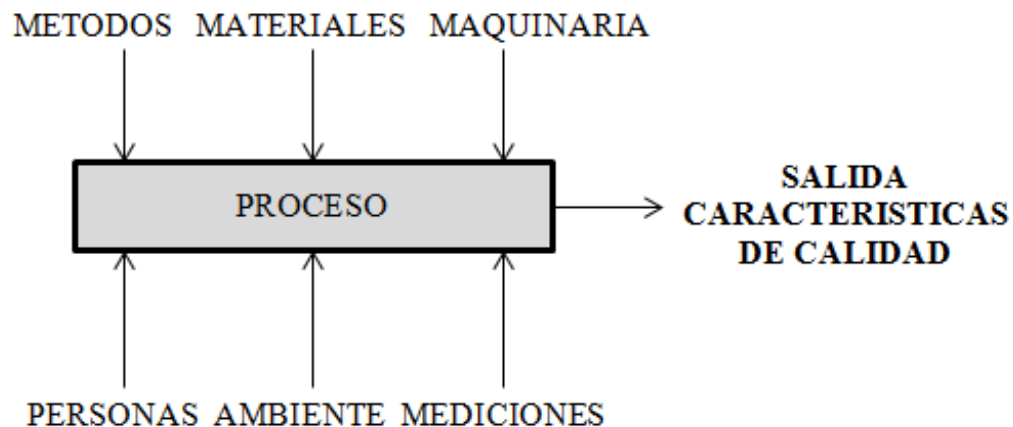 METODOS MATERIALES MAQUINARIA
PROCESO
SALIDA
CARACTERISTICAS
DE CALIDAD
PERSONAS AMBIENTE MEDICIONES